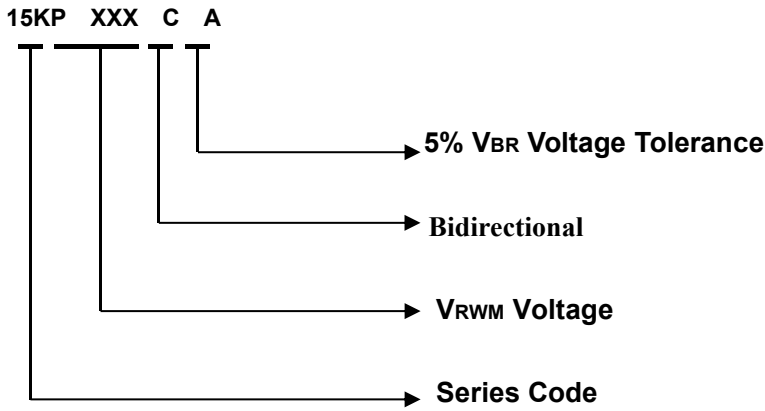 15KP XXX C A
5% VBR Voltage Tolerance
Bidirectional
VRWM Voltage
Series Code